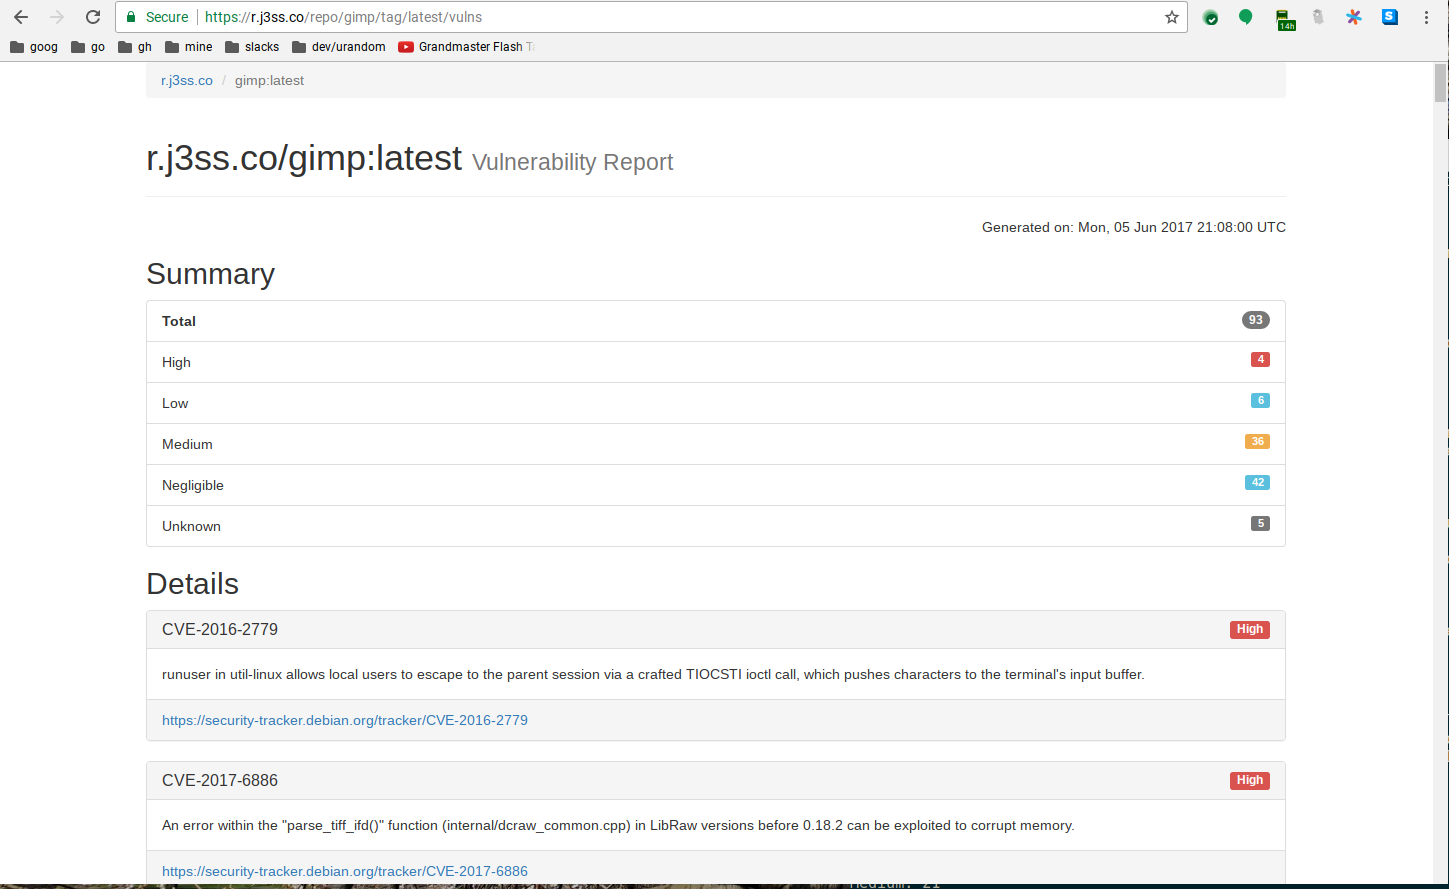 Secure https://r.j3ss.co/repo/gimp/tag/latest/vulns
14h
S
goog go gh mine slacks dev/urandom Grandmaster Flash
r.j3ss.co / gimp:latest
r.j3ss.co/gimp:latest Vulnerability Report
Generated on: Mon, 05 Jun 2017 21:08:00 UTC
Summary
Total 93
High 4
Low 6
Medium 36
Negligible 42
Unknown 5
Details
CVE-2016-2779 High
runuser in util-linux allows local users to escape to the parent session via a crafted TIOCSTI ioctl call, which pushes characters to the terminal's input buffer.
https://security-tracker.debian.org/tracker/CVE-2016-2779
CVE-2017-6886 High
An error within the "parse_tiff_ifd()" function (internal/dcraw_common.cpp) in LibRaw versions before 0.18.2 can be exploited to corrupt memory.
https://security-tracker.debian.org/tracker/CVE-2017-6886